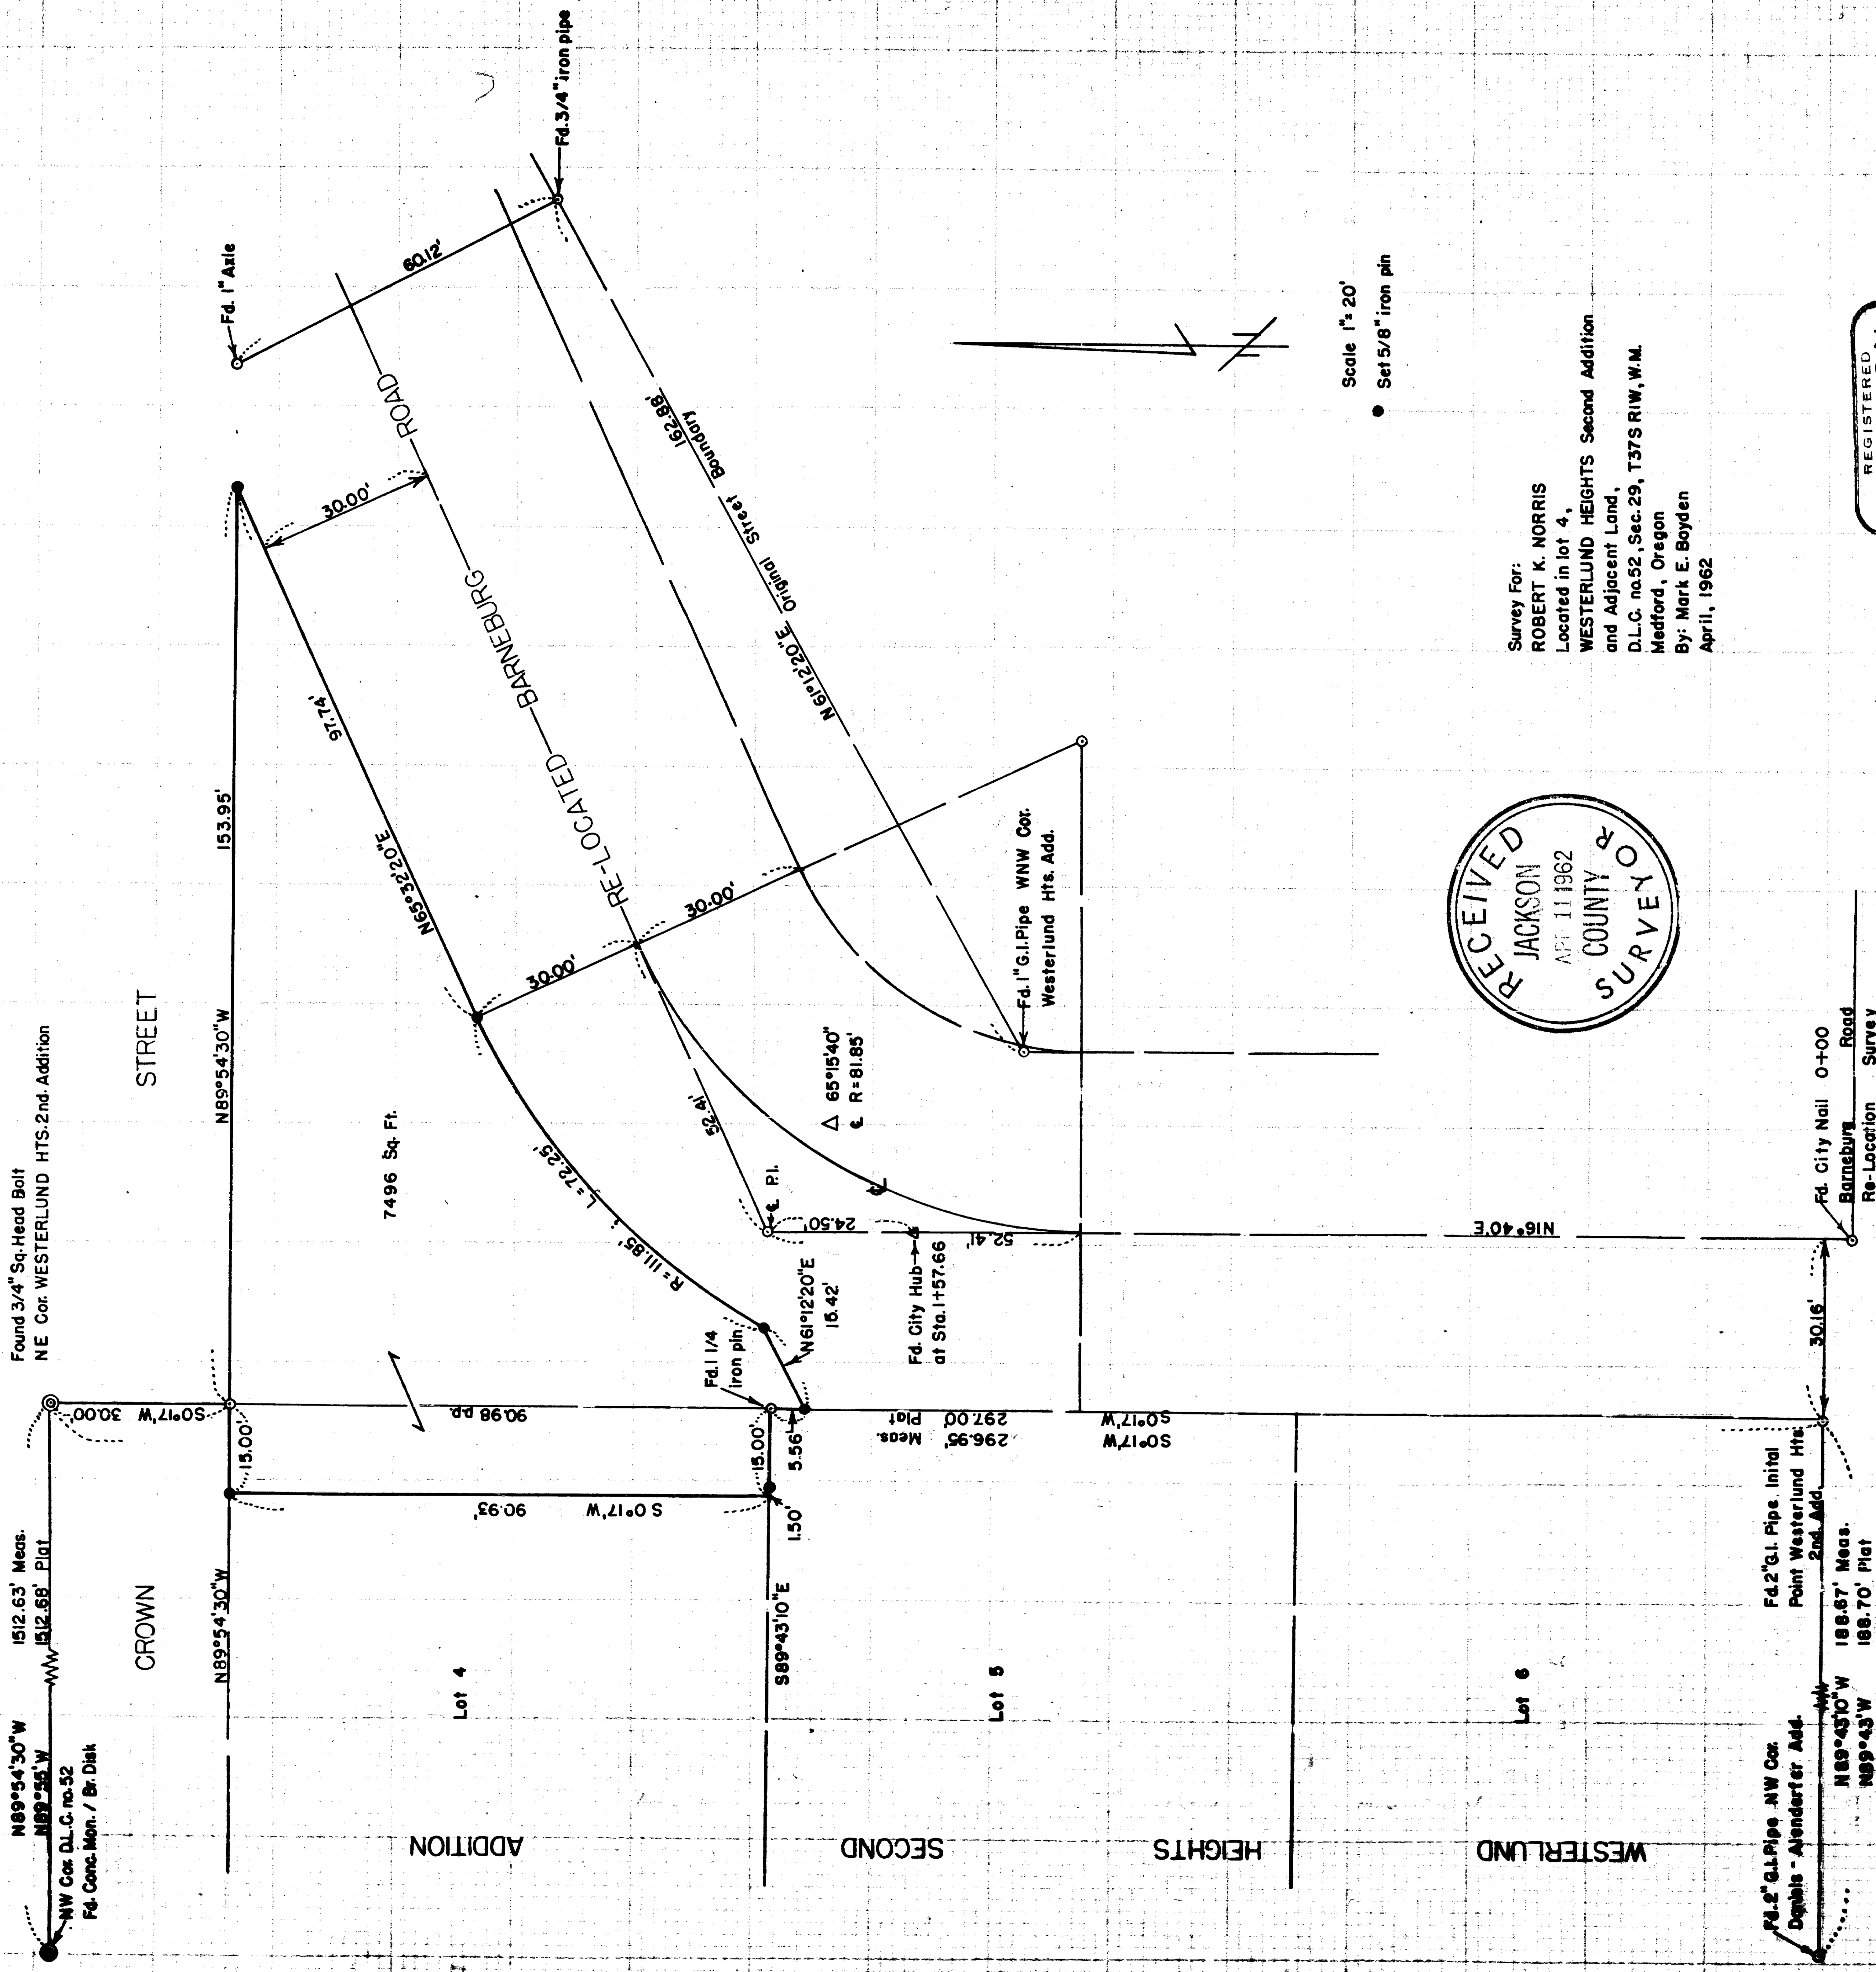 N89°54'30"W 1512.63' Meas.
N89°55'W 1512.68' Plat
NW Cor. D.L.C. no.52
Fd. Conc. Mon. / Br. Disk
Found 3/4" Sq. Head Bolt
NE Cor. WESTERLUND HTS. 2nd. Addition
CROWN
STREET
S0°17'W 30.00'
N89°54'30"W
15.00'
N89°54'30"W
153.95'
Fd. 1" Axle
60.12'
Fd. 3/4" iron pipe
Lot 4
S 0°17'W 90.93'
90.98 p.p.
7496 Sq. Ft.
N65°32'20"E
97.74'
30.00'
RE-LOCATED BARNEBURG ROAD
30.00'
30.00'
R = 111.85'
L = 72.25'
Fd. 1 1/4
iron pin
15.00'
5.56'
1.50'
S89°43'10"E
N61°12'20"E
15.42'
℄ P.I.
52.41'
24.50'
52.41'
℄
△ 65°15'40"
℄ R = 81.85'
Fd. City Hub
at Sta. 1+57.66
N 61°12'20"E Original Street Boundary
162.88'
Fd. 1" G.I. Pipe WNW Cor.
Westerlund Hts. Add.
Lot 5
S0°17'W 297.00' Plat
S0°17'W 296.95' Meas.
Lot 6
N16°40'E
WESTERLUND HEIGHTS SECOND ADDITION
Scale 1" = 20'
● Set 5/8" iron pin
Survey For:
ROBERT K. NORRIS
Located in lot 4,
WESTERLUND HEIGHTS Second Addition
and Adjacent Land,
D.L.C. no.52, Sec. 29, T37S R1W, W.M.
Medford, Oregon
By: Mark E. Boyden
April, 1962
RECEIVED
JACKSON
APR 11 1962
COUNTY
SURVEYOR
Fd. 2" G.I. Pipe NW Cor.
Daniels - Alenderfer Add.
Fd. 2" G.I. Pipe Inital
Point Westerlund Hts.
2nd. Add.
N89°43'10"W 188.67' Meas.
N89°43'W 188.70' Plat
30.16'
Fd. City Nail 0+00
Barneburg Road
Re-Location Survey
REGISTERED